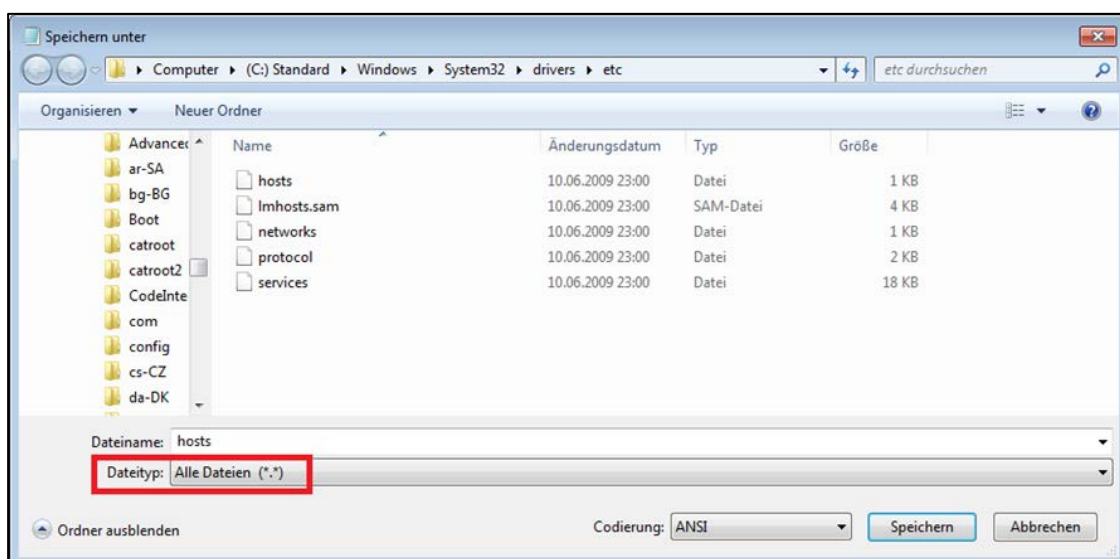 Speichern unter
Computer (C:) Standard Windows System32 drivers etc etc durchsuchen
Organisieren Neuer Ordner
Advancec Name Änderungsdatum Typ Größe
ar-SA hosts 10.06.2009 23:00 Datei 1 KB
bg-BG lmhosts.sam 10.06.2009 23:00 SAM-Datei 4 KB
Boot networks 10.06.2009 23:00 Datei 1 KB
catroot protocol 10.06.2009 23:00 Datei 2 KB
catroot2 services 10.06.2009 23:00 Datei 18 KB
CodeInte
com
config
cs-CZ
da-DK
Dateiname: hosts
Dateityp: Alle Dateien (*.*)
Ordner ausblenden Codierung: ANSI Speichern Abbrechen